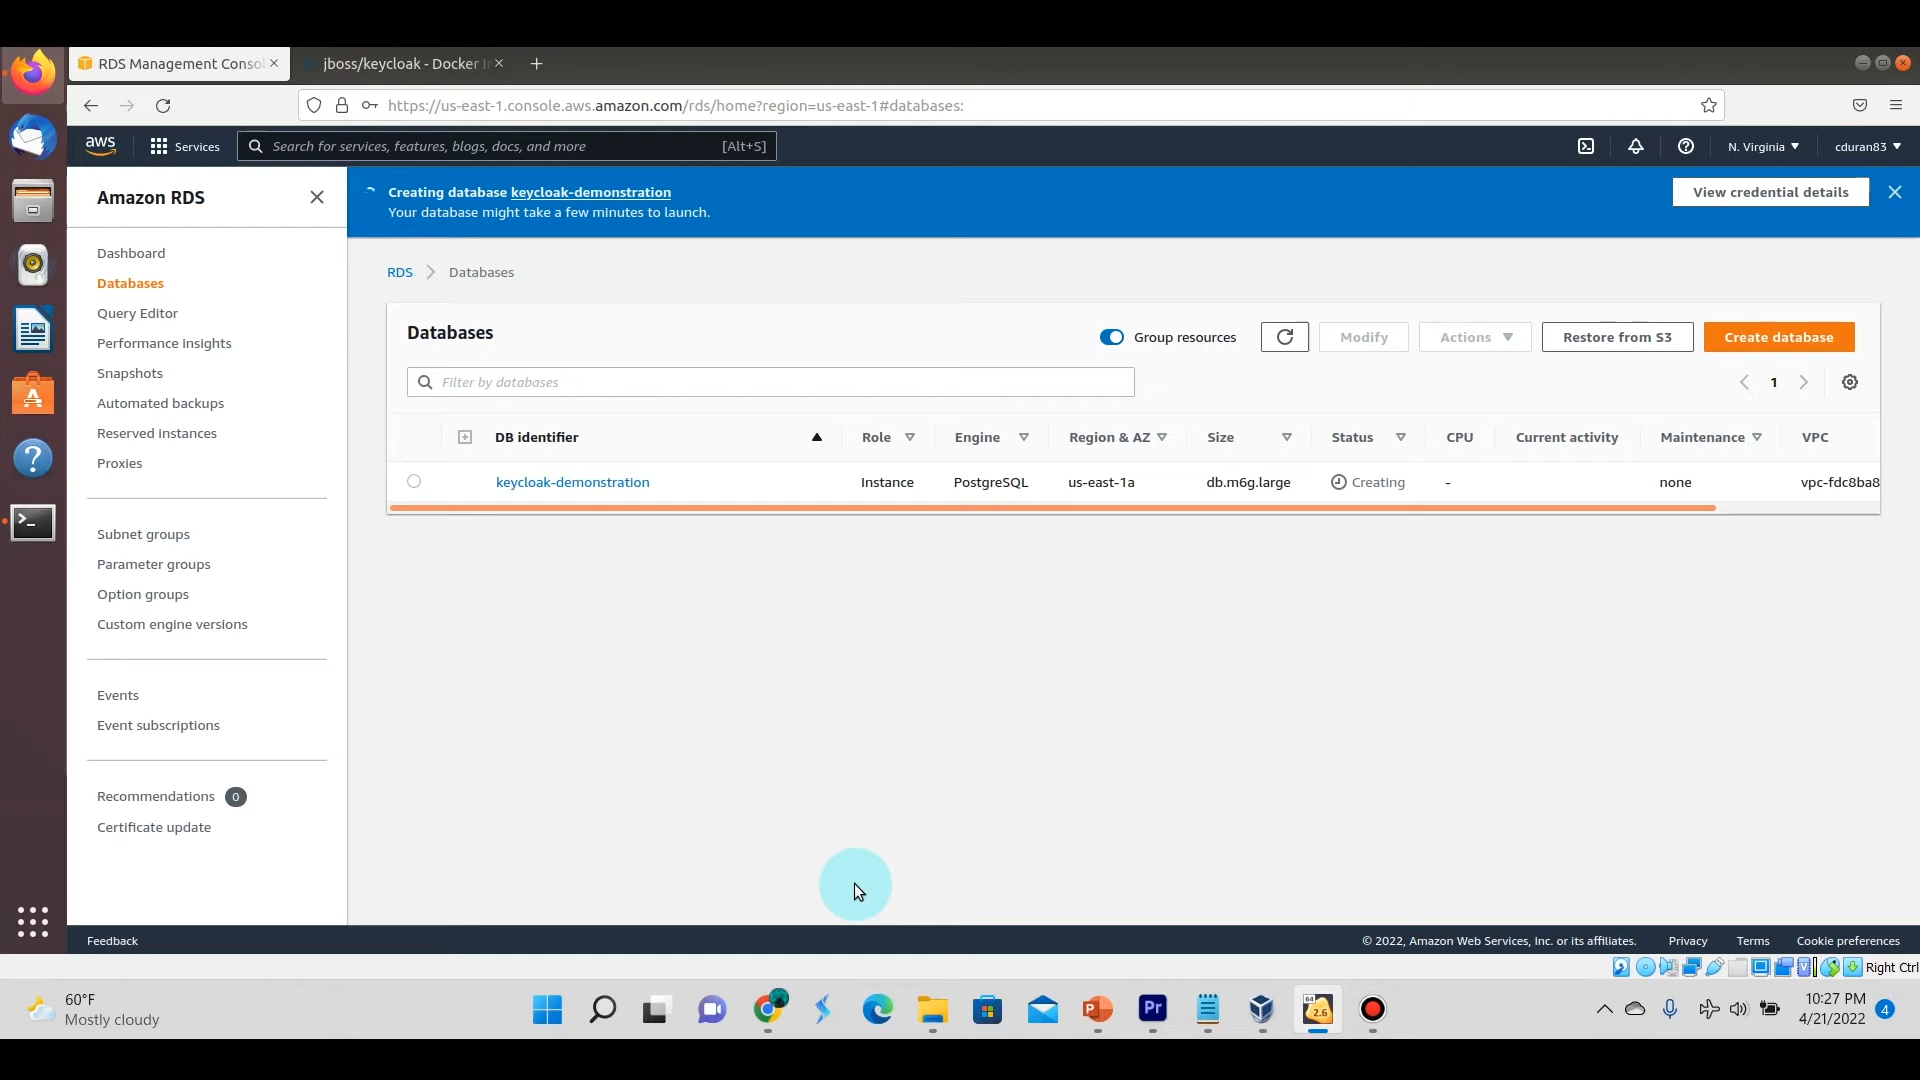 RDS Management Consol
jboss/keycloak - Docker I
https://us-east-1.console.aws.amazon.com/rds/home?region=us-east-1#databases:
aws
Services
Search for services, features, blogs, docs, and more
[Alt+S]
N. Virginia
cduran83
Amazon RDS
Creating database keycloak-demonstration
Your database might take a few minutes to launch.
View credential details
Dashboard
Databases
Query Editor
Performance insights
Snapshots
Automated backups
Reserved instances
Proxies
Subnet groups
Parameter groups
Option groups
Custom engine versions
Events
Event subscriptions
Recommendations 0
Certificate update
RDS > Databases
Databases
Group resources
Modify
Actions
Restore from S3
Create database
Filter by databases
1
DB identifier Role Engine Region & AZ Size Status CPU Current activity Maintenance VPC
keycloak-demonstration Instance PostgreSQL us-east-1a db.m6g.large Creating - none vpc-fdc8ba8
Feedback
© 2022, Amazon Web Services, Inc. or its affiliates. Privacy Terms Cookie preferences
Right Ctrl
60°F
Mostly cloudy
Pr
64
2.6
10:27 PM
4/21/2022
4